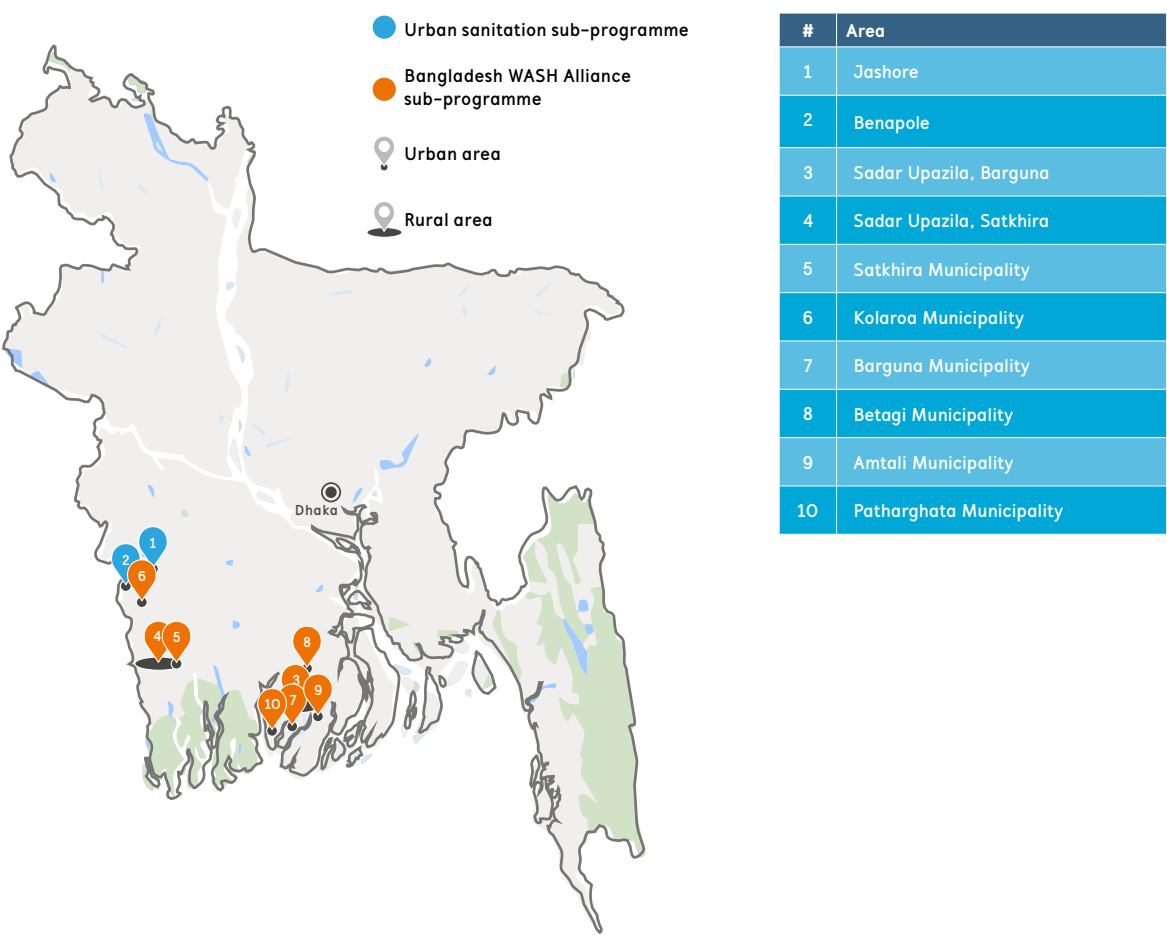 Urban sanitation sub-programme
Bangladesh WASH Alliance
sub-programme
Urban area
Rural area
Dhaka
1
2
6
4
5
8
3
9
7
10
# Area
1 Jashore
2 Benapole
3 Sadar Upazila, Barguna
4 Sadar Upazila, Satkhira
5 Satkhira Municipality
6 Kolaroa Municipality
7 Barguna Municipality
8 Betagi Municipality
9 Amtali Municipality
10 Patharghata Municipality